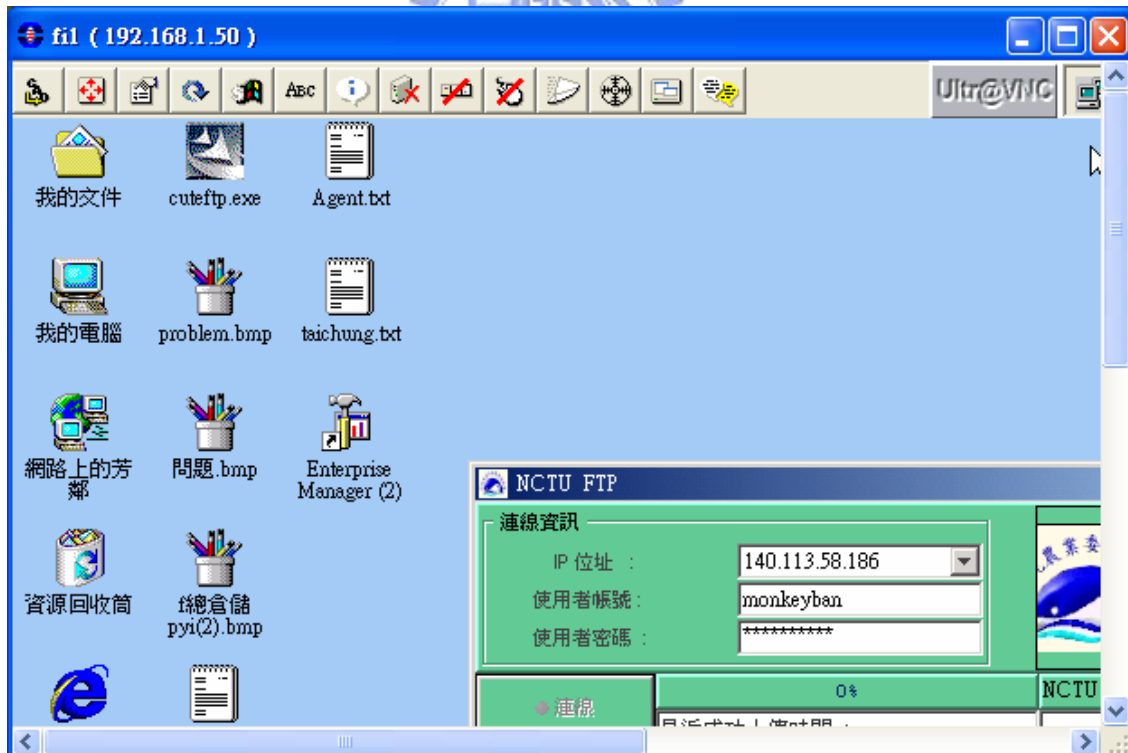 fi1 ( 192.168.1.50 )
ABC
Ultr@VNC
我的文件
cuteftp.exe
Agent.txt
我的電腦
problem.bmp
taichung.txt
網路上的芳鄰
問題.bmp
Enterprise
Manager (2)
資源回收筒
f總倉儲
pyi(2).bmp
NCTU FTP
連線資訊
IP 位址 :
140.113.58.186
使用者帳號 :
monkeyban
使用者密碼 :
**********
連線
0%
NCTU
農業委